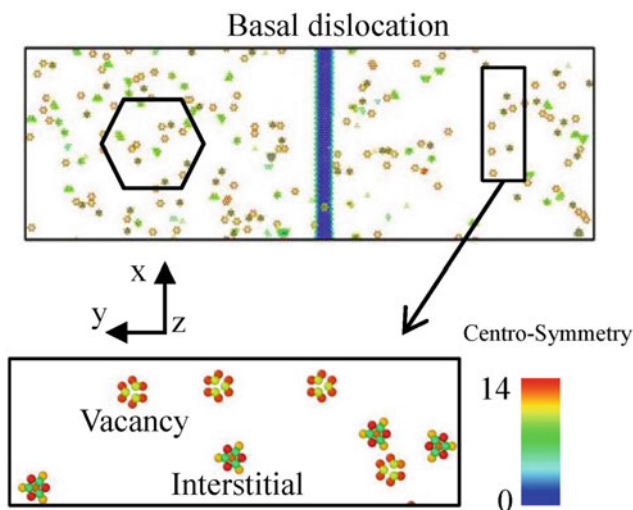 Basal dislocation
x
y
z
Centro-Symmetry
14
Vacancy
Interstitial
0